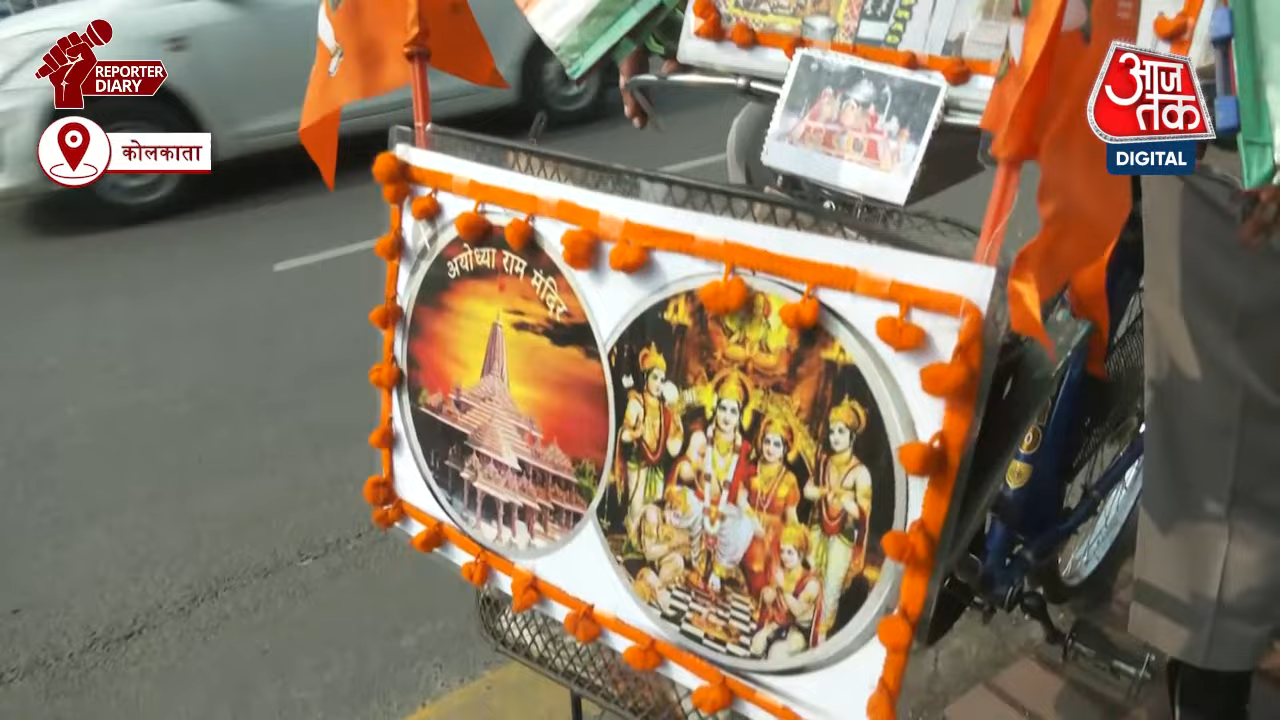 REPORTER
DIARY
कोलकाता
आज
तक
DIGITAL
अयोध्या राम मंदिर